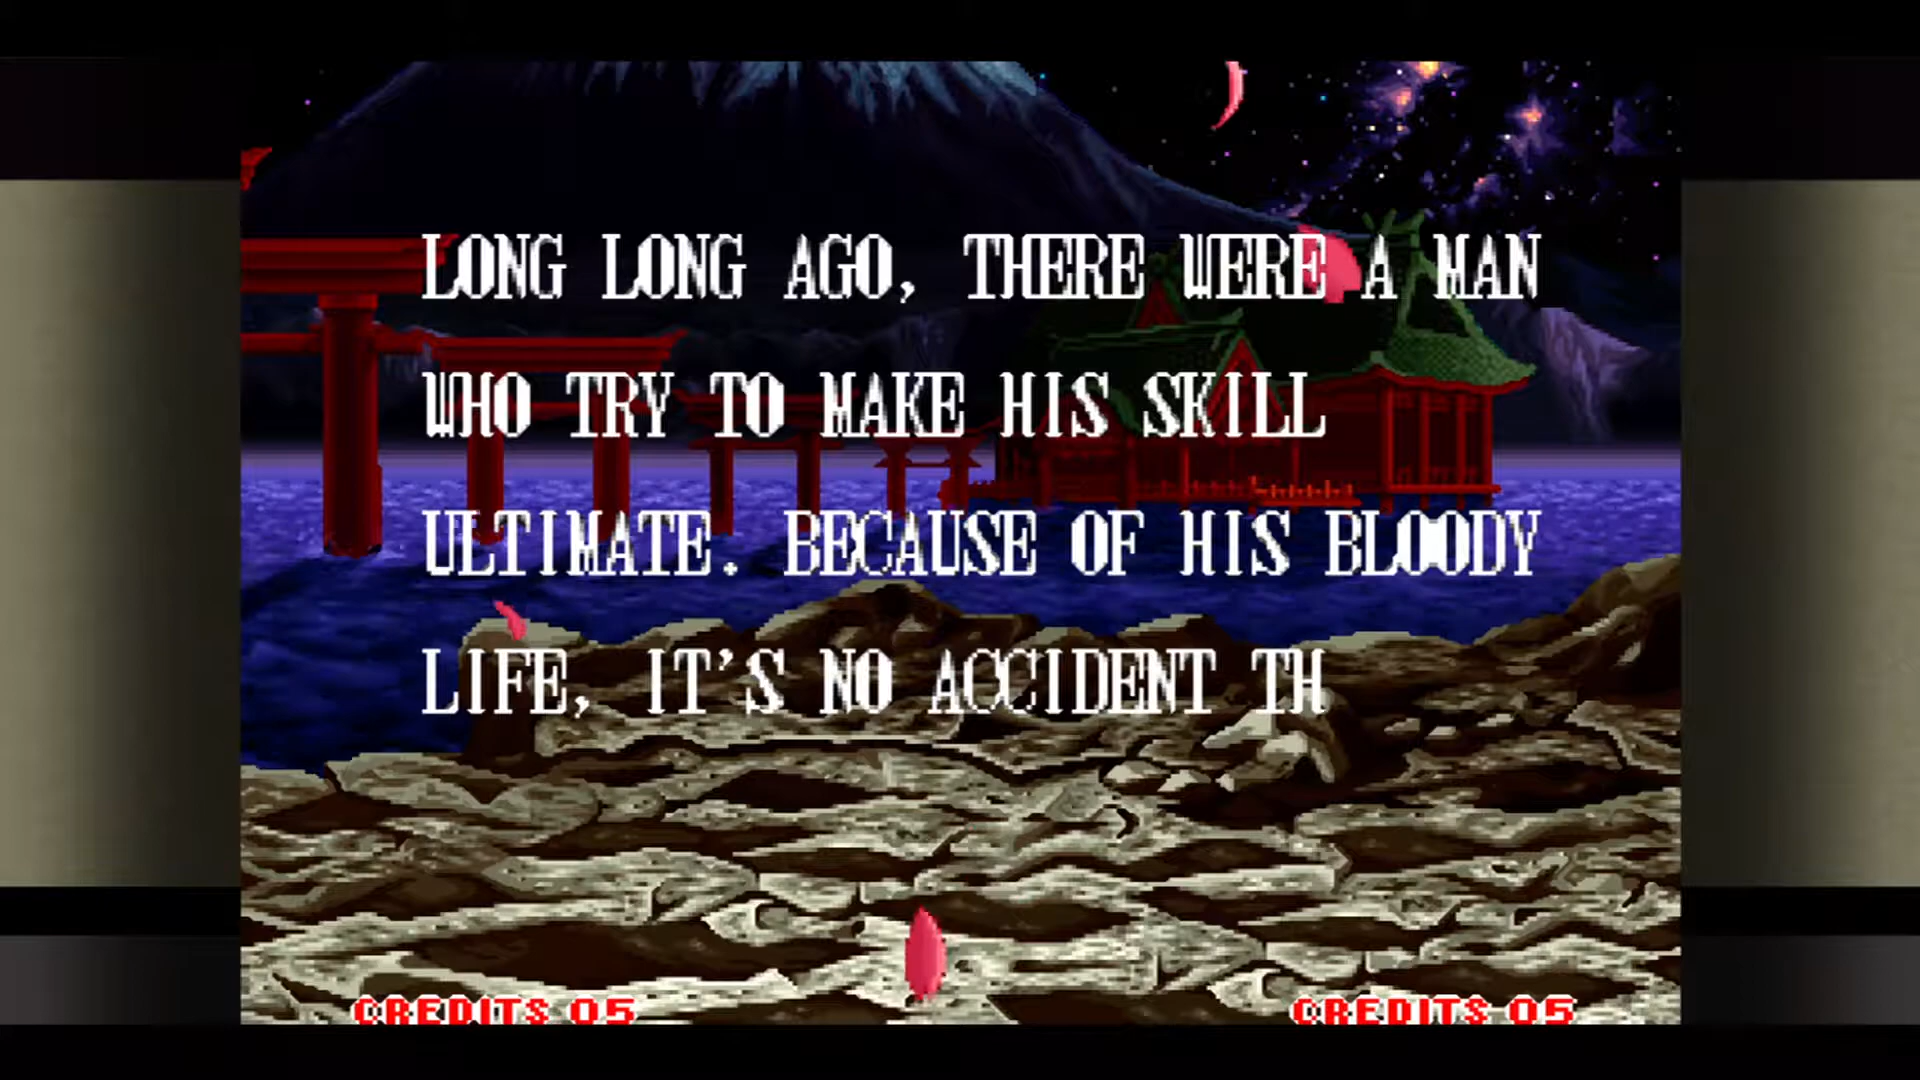 LONG LONG AGO, THERE WERE A MAN
WHO TRY TO MAKE HIS SKILL
ULTIMATE. BECAUSE OF HIS BLOODY
LIFE, IT'S NO ACCIDENT TH
CREDITS 05 CREDITS 05